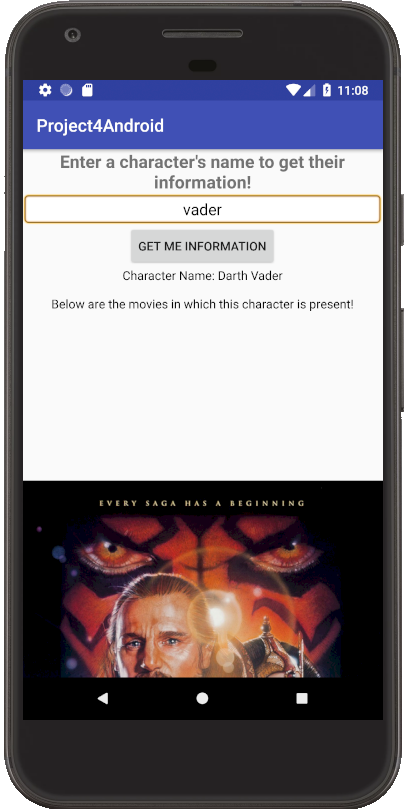 11:08
Project4Android
Enter a character's name to get their
information!
vader
GET ME INFORMATION
Character Name: Darth Vader
Below are the movies in which this character is present!
EVERY SAGA HAS A BEGINNING